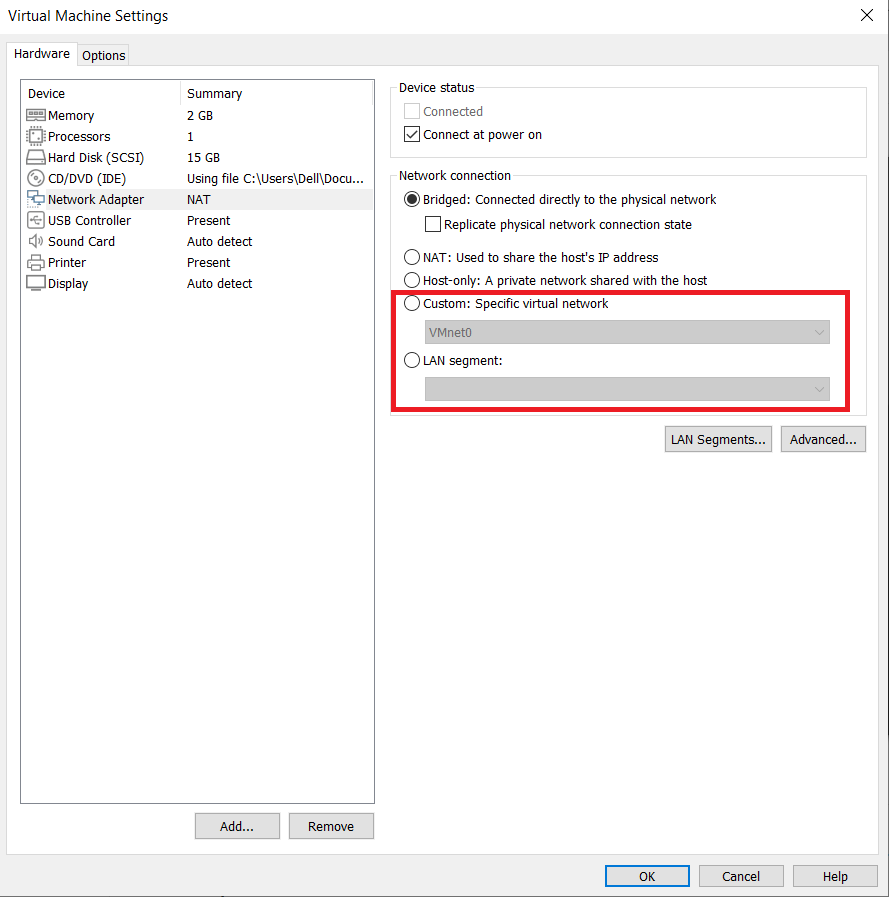 Virtual Machine Settings
Hardware
Options
Device Summary
Memory 2 GB
Processors 1
Hard Disk (SCSI) 15 GB
CD/DVD (IDE) Using file C:\Users\Dell\Docu...
Network Adapter NAT
USB Controller Present
Sound Card Auto detect
Printer Present
Display Auto detect
Add...
Remove
Device status
Connected
Connect at power on
Network connection
Bridged: Connected directly to the physical network
Replicate physical network connection state
NAT: Used to share the host's IP address
Host-only: A private network shared with the host
Custom: Specific virtual network
VMnet0
LAN segment:
LAN Segments...
Advanced...
OK
Cancel
Help